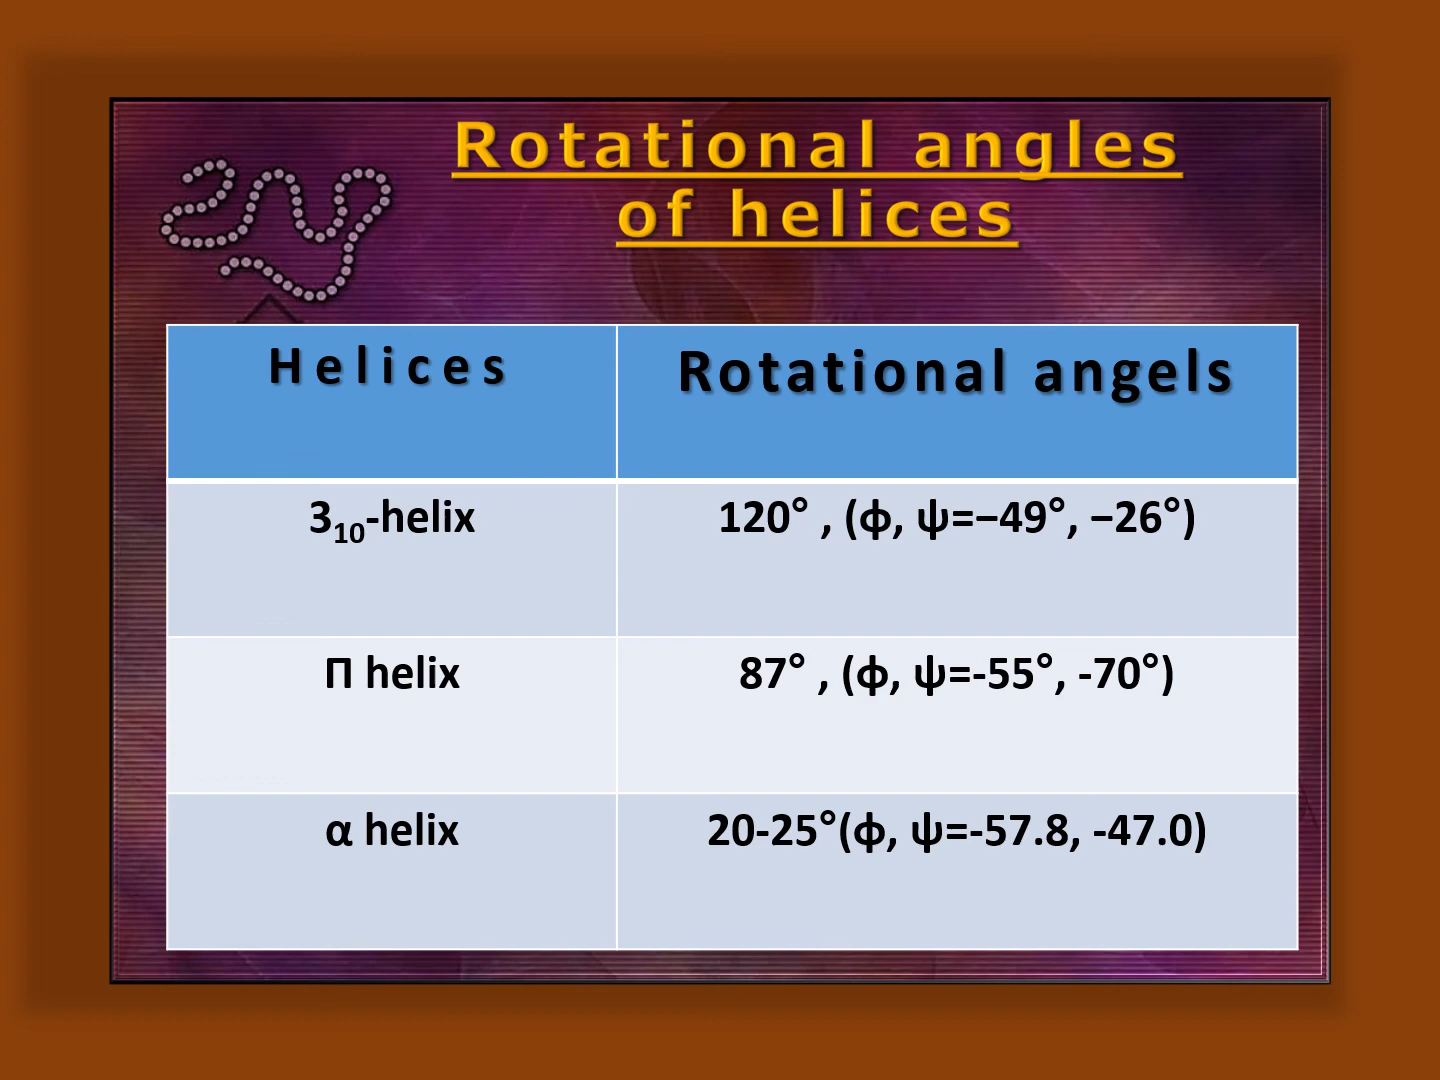 Rotational angles
of helices
Helices
Rotational angels
3₁₀-helix
120° , (ϕ, ψ=−49°, −26°)
Π helix
87° , (ϕ, ψ=-55°, -70°)
α helix
20-25°(ϕ, ψ=-57.8, -47.0)